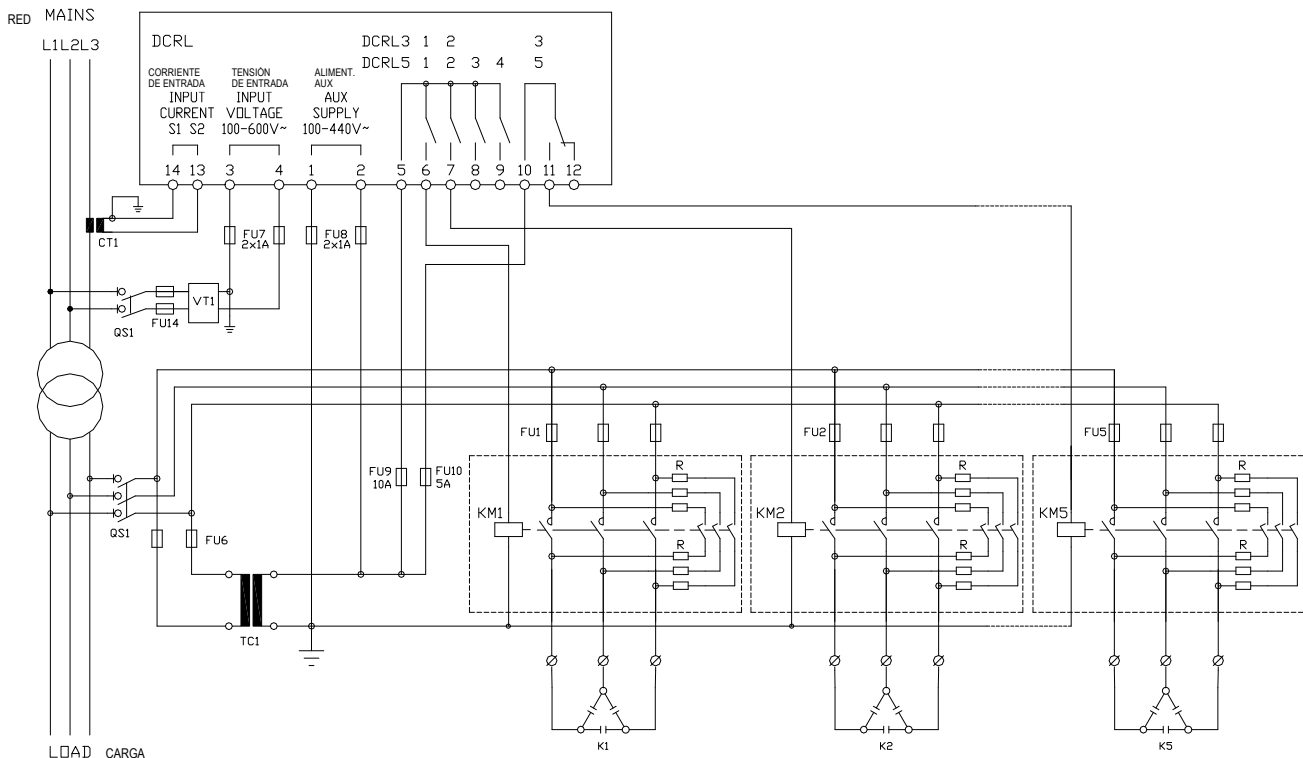 RED MAINS
L1L2L3
DCRL
DCRL3 1 2 3
DCRL5 1 2 3 4 5
CORRIENTE DE ENTRADA
INPUT CURRENT
S1 S2
TENSIÓN DE ENTRADA
INPUT VOLTAGE
100-600V~
ALIMENT. AUX
AUX SUPPLY
100-440V~
14 13 3 4 1 2 5 6 7 8 9 10 11 12
CT1
FU7
2x1A
FU8
2x1A
VT1
FU14
QS1
FU1
FU2
FU5
FU9
10A
FU10
5A
R
R
R
KM1
KM2
KM5
QS1
FU6
R
R
R
TC1
K1
K2
K5
LOAD CARGA